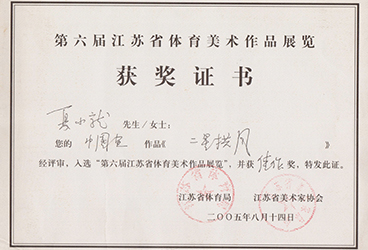 第六届江苏省体育美术作品展览
获奖证书
夏小龙 先生/女士：
您的 中国画 作品《 二昆拱月 》
经评审，入选“第六届江苏省体育美术作品展览”，并获 佳作 奖，特发此证。
江苏省体育局 江苏省美术家协会
二〇〇五年八月十四日